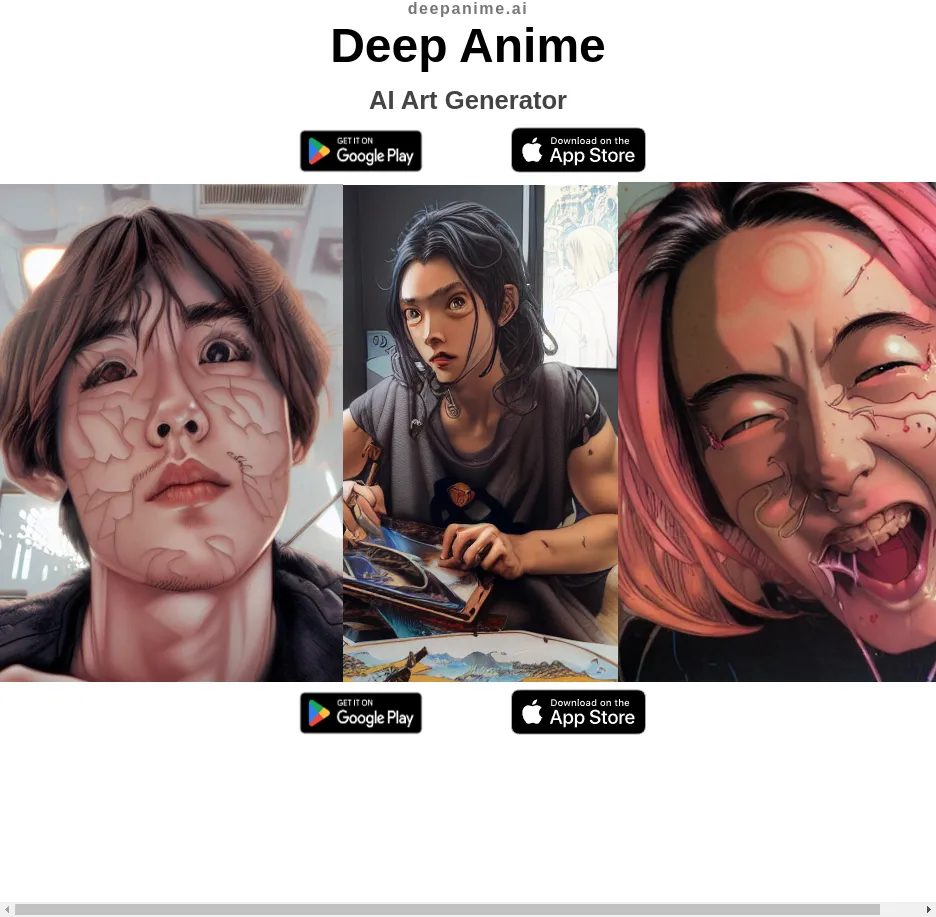 deepanime.ai
Deep Anime
AI Art Generator
GET IT ON
Google Play
Download on the
App Store
GET IT ON
Google Play
Download on the
App Store